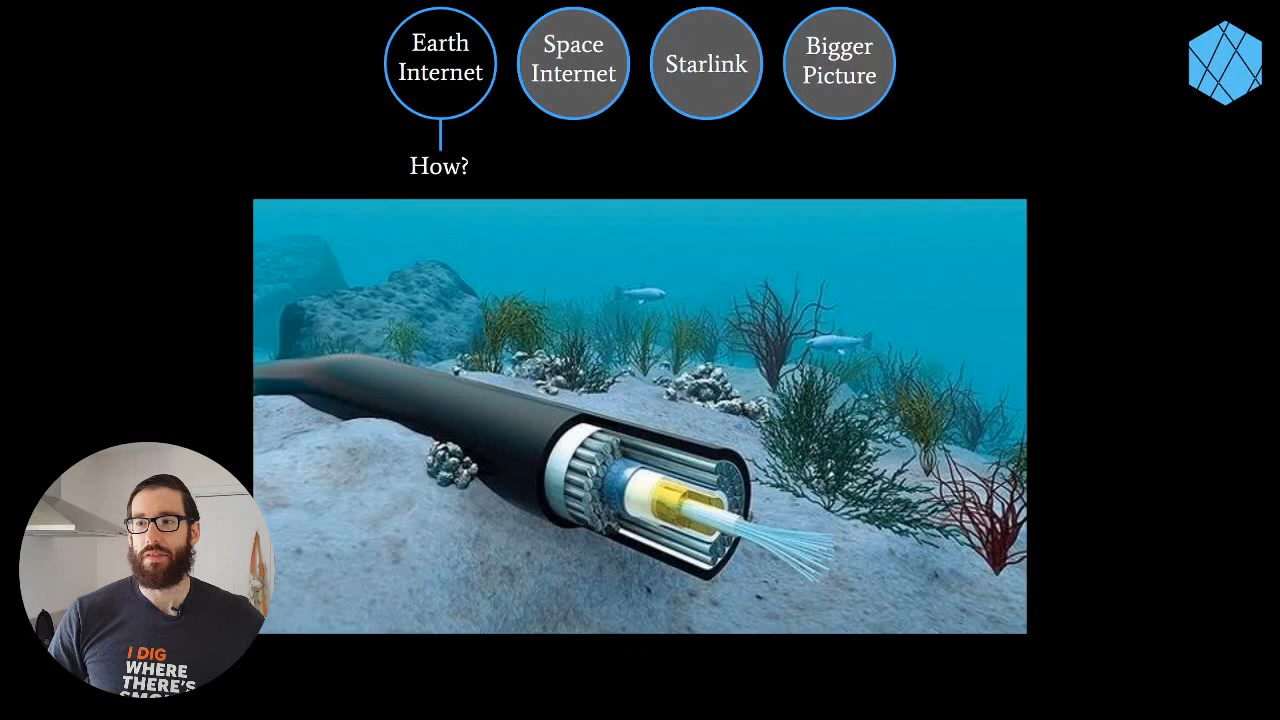 Earth
Internet
Space
Internet
Starlink
Bigger
Picture
How?
I DIG
WHERE
THERE'S